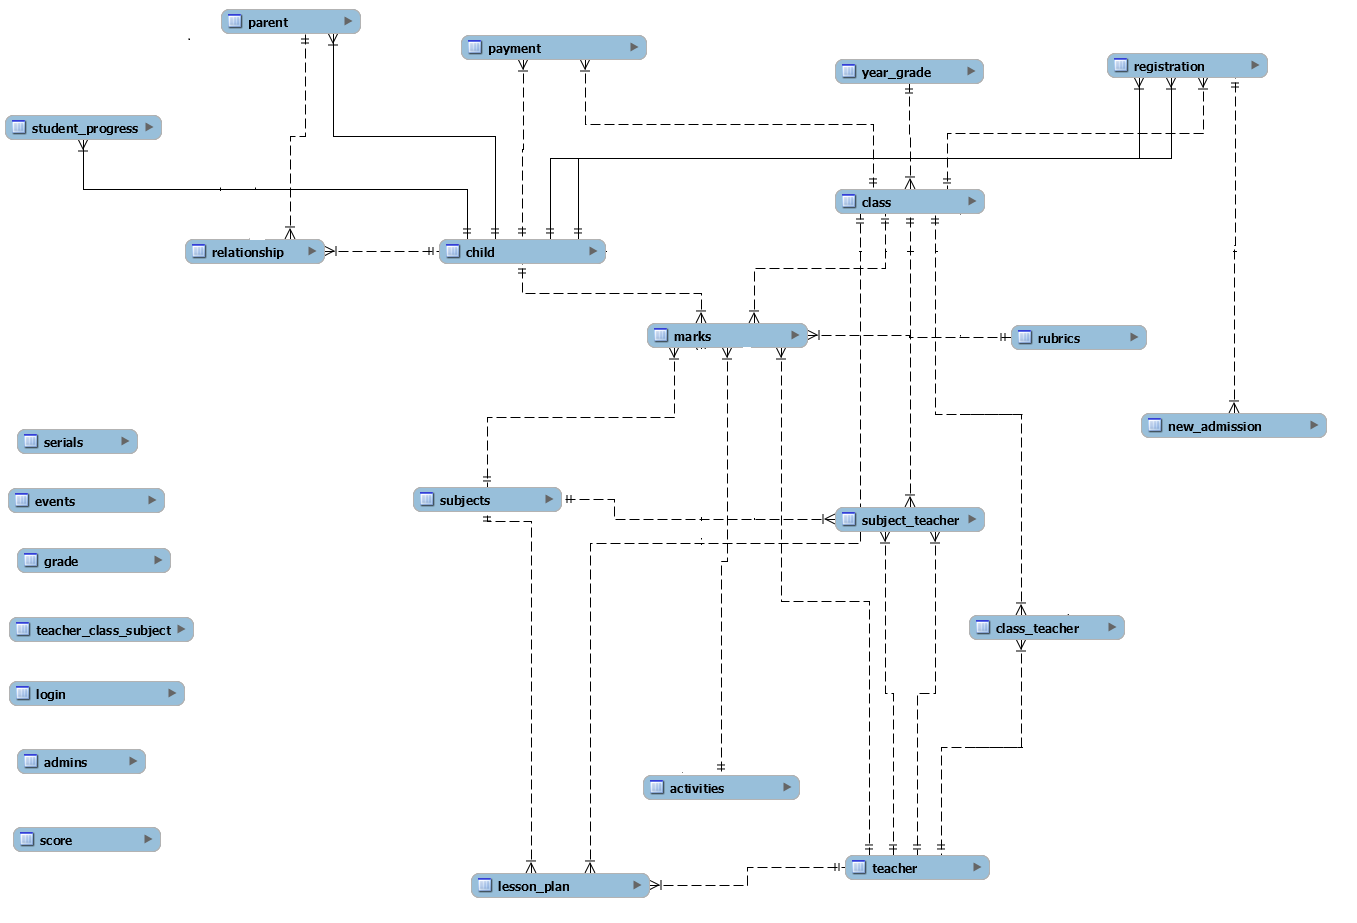 parent
payment
registration
year_grade
student_progress
class
relationship
child
marks
rubrics
new_admission
serials
subjects
events
subject_teacher
grade
teacher_class_subject
class_teacher
login
admins
activities
score
teacher
lesson_plan